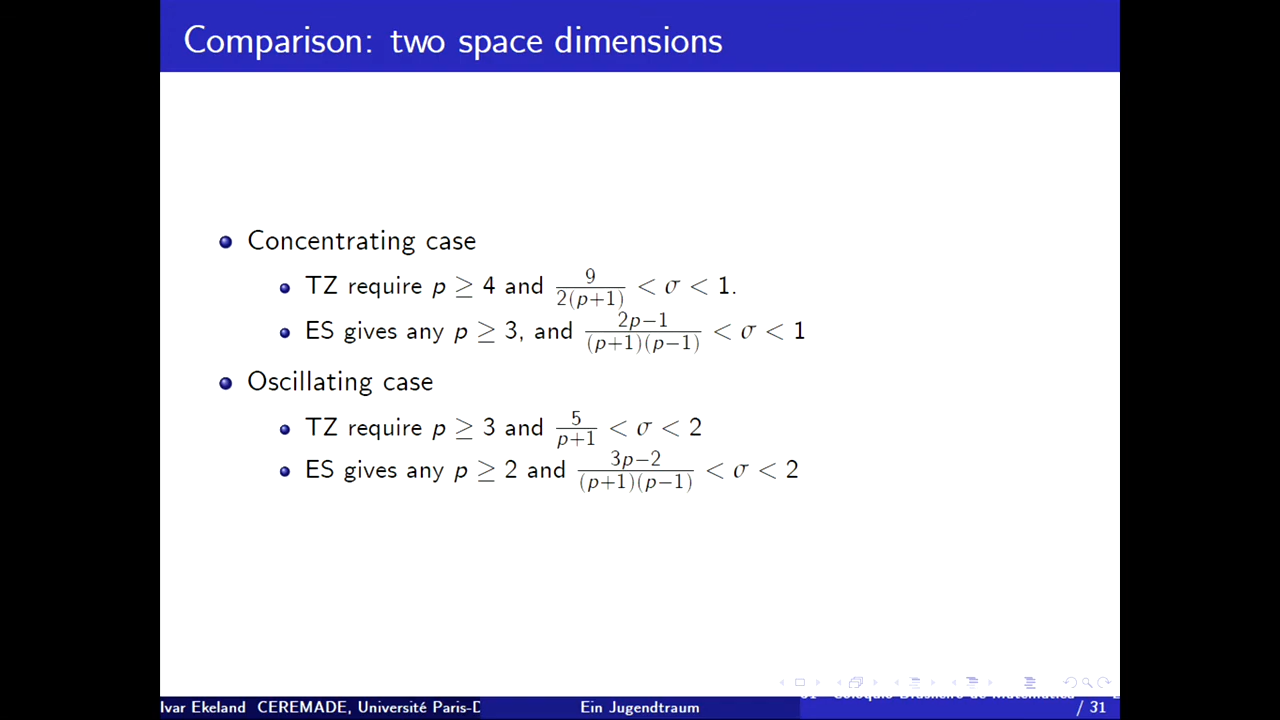 Comparison: two space dimensions
Concentrating case
TZ require p ≥ 4 and 9/(2(p+1)) < σ < 1.
ES gives any p ≥ 3, and (2p−1)/((p+1)(p−1)) < σ < 1
Oscillating case
TZ require p ≥ 3 and 5/(p+1) < σ < 2
ES gives any p ≥ 2 and (3p−2)/((p+1)(p−1)) < σ < 2
Ivar Ekeland CEREMADE, Université Paris-D
Ein Jugendtraum
/ 31